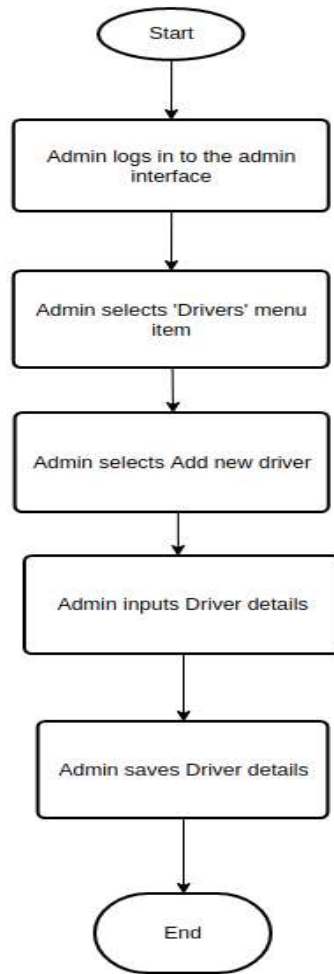 Start
Admin logs in to the admin
interface
Admin selects 'Drivers' menu
item
Admin selects Add new driver
Admin inputs Driver details
Admin saves Driver details
End